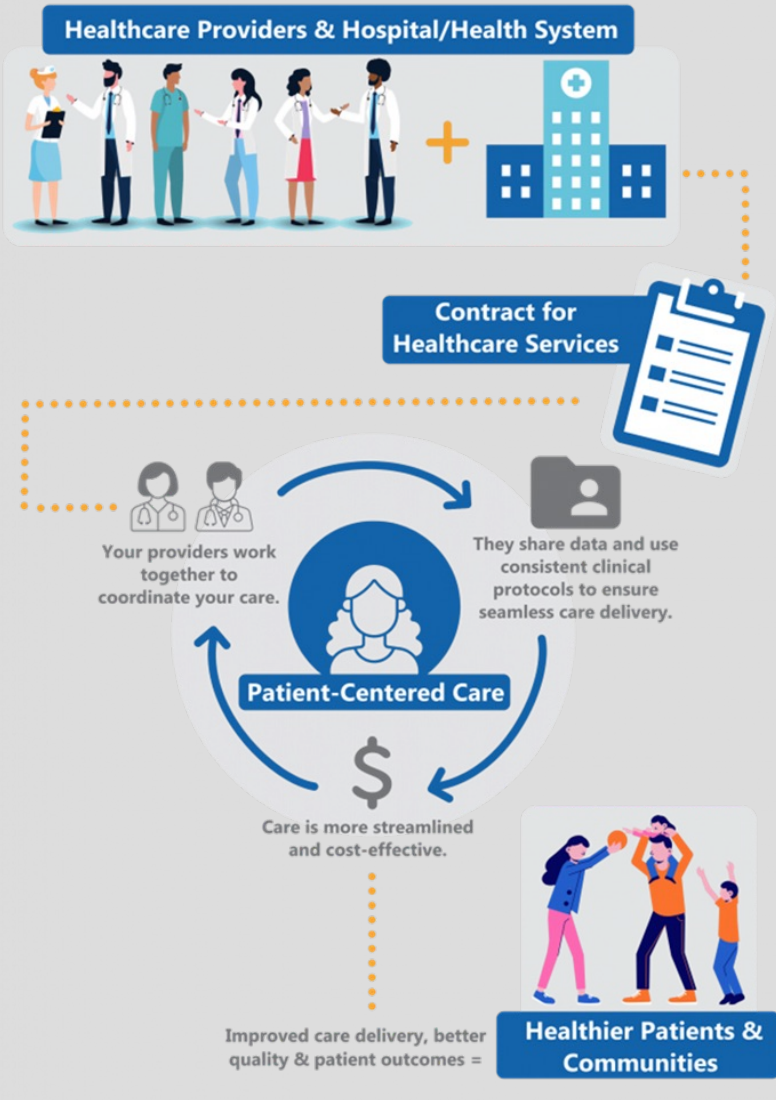 Healthcare Providers & Hospital/Health System
Contract for
Healthcare Services
Your providers work
together to
coordinate your care.
They share data and use
consistent clinical
protocols to ensure
seamless care delivery.
Patient-Centered Care
$
Care is more streamlined
and cost-effective.
Improved care delivery, better
quality & patient outcomes =
Healthier Patients &
Communities